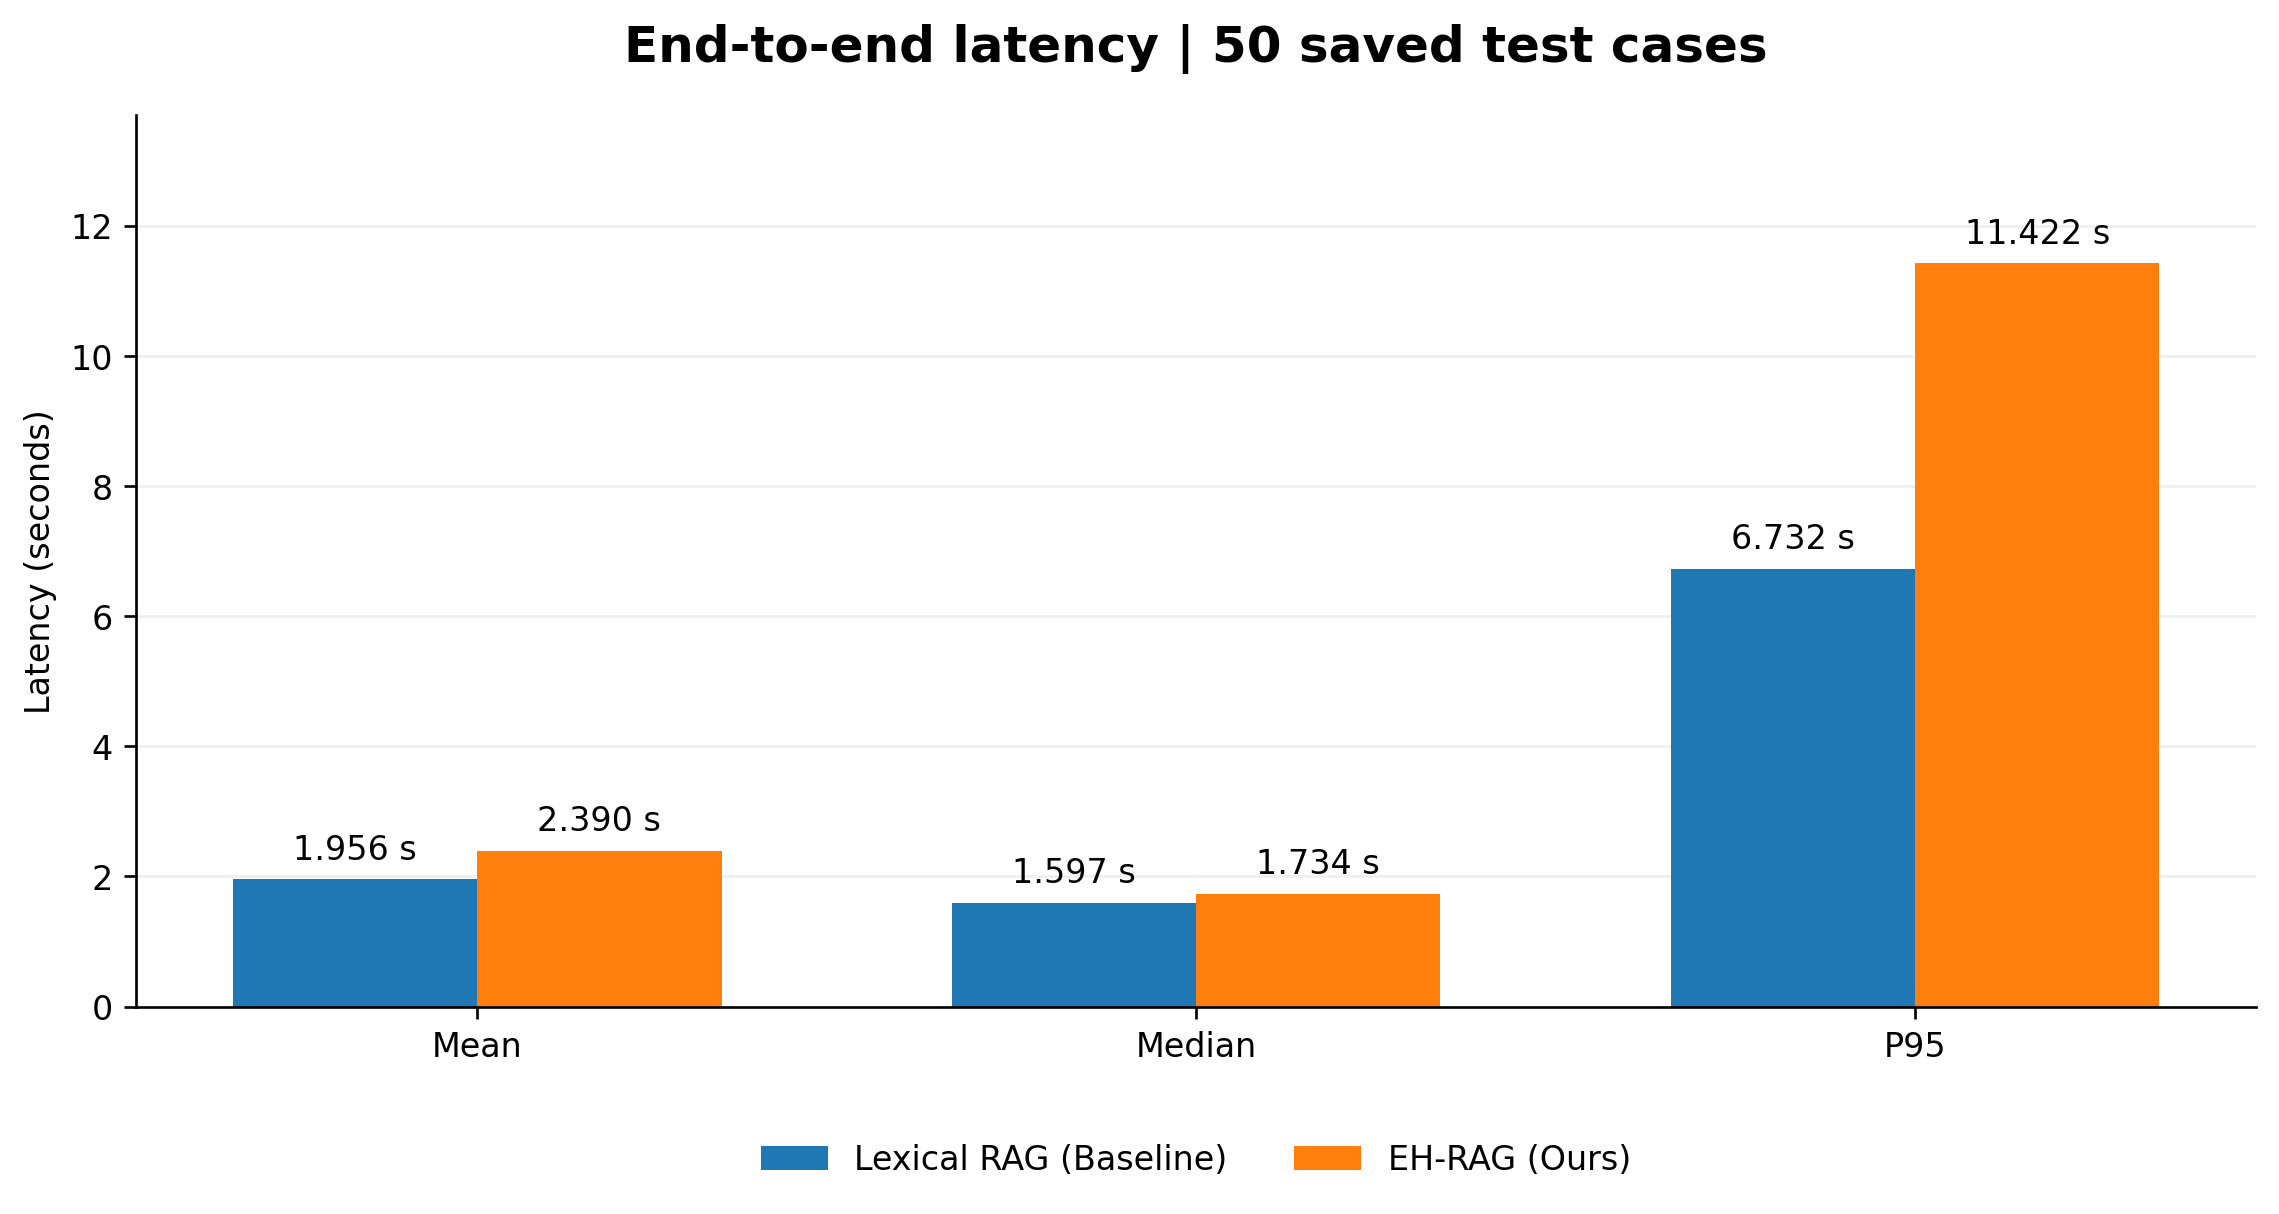 End-to-end latency | 50 saved test cases
Latency (seconds)
12
10
8
6
4
2
0
1.956 s
2.390 s
1.597 s
1.734 s
6.732 s
11.422 s
Mean
Median
P95
Lexical RAG (Baseline)
EH-RAG (Ours)